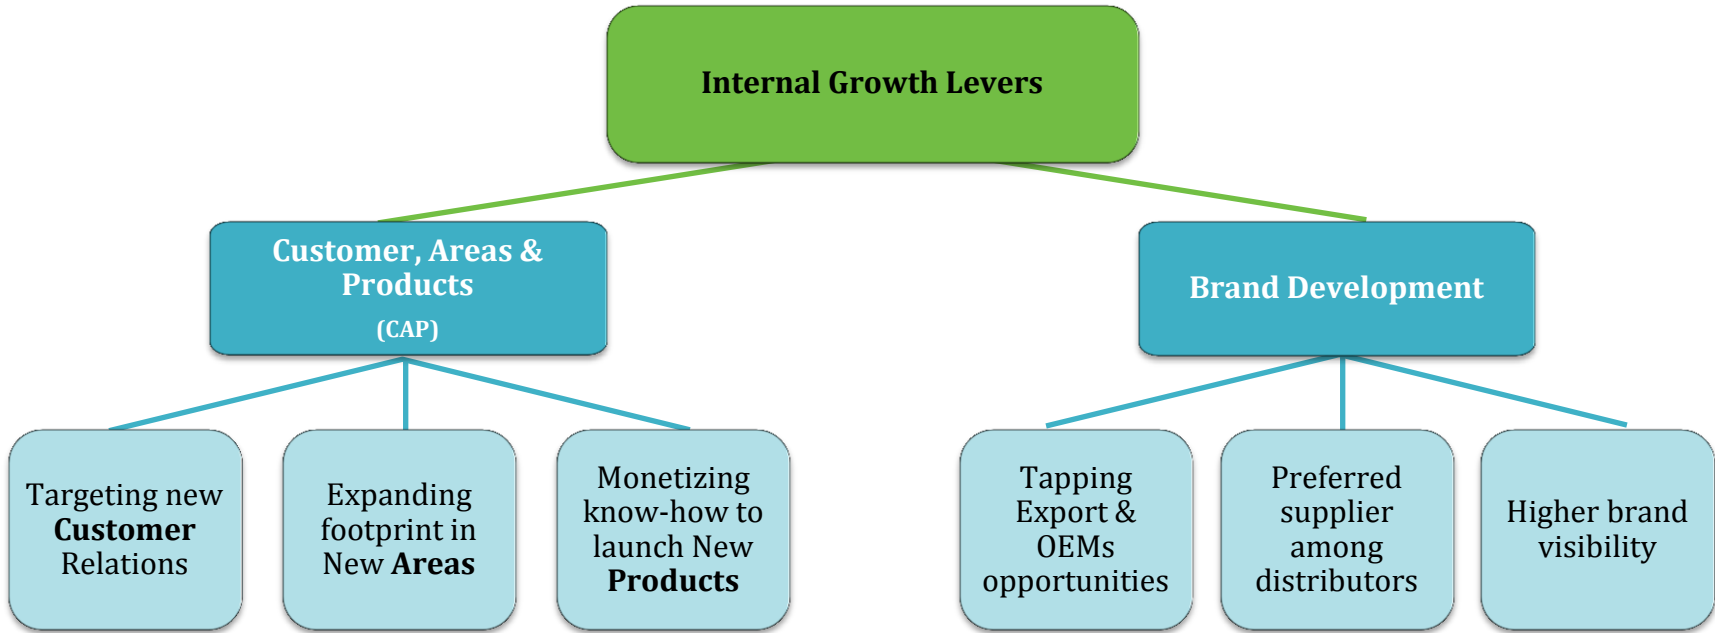 Internal Growth Levers
Customer, Areas &
Products
(CAP)
Brand Development
Targeting new
Customer
Relations
Expanding
footprint in
New Areas
Monetizing
know-how to
launch New
Products
Tapping
Export &
OEMs
opportunities
Preferred
supplier
among
distributors
Higher brand
visibility